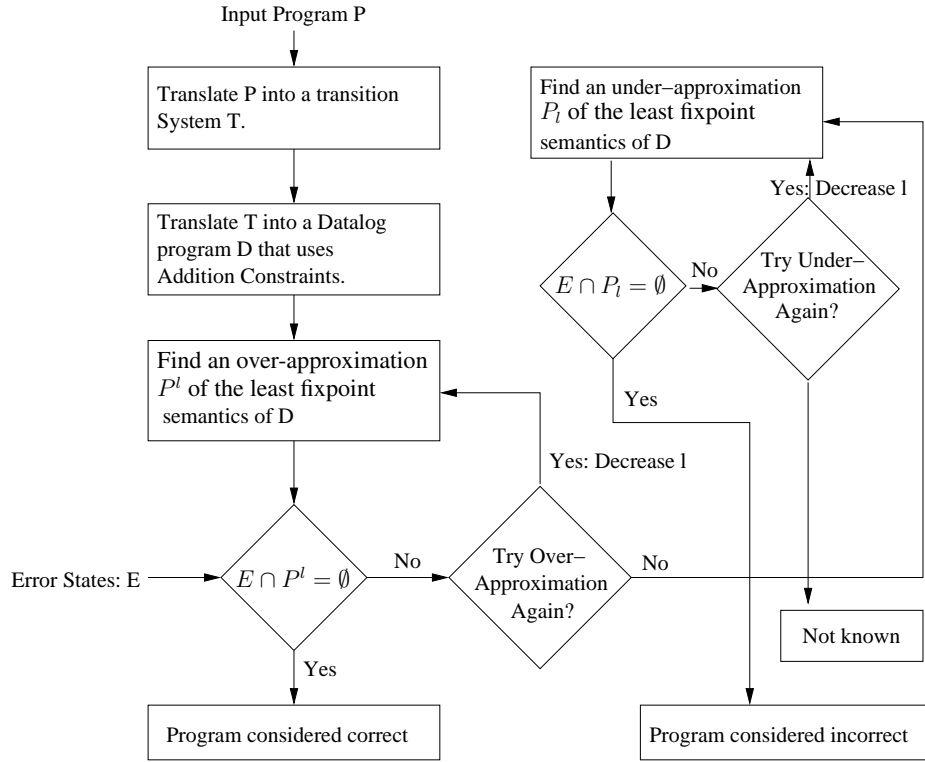 Input Program P
Translate P into a transition
System T.
Translate T into a Datalog
program D that uses
Addition Constraints.
Find an over-approximation
P^l of the least fixpoint
semantics of D
Yes: Decrease l
Error States: E
E ∩ P^l = ∅
No
Try Over–
Approximation
Again?
No
Yes
Program considered correct
Find an under–approximation
P_l of the least fixpoint
semantics of D
Yes: Decrease l
E ∩ P_l = ∅
No
Try Under–
Approximation
Again?
Yes
Not known
Program considered incorrect